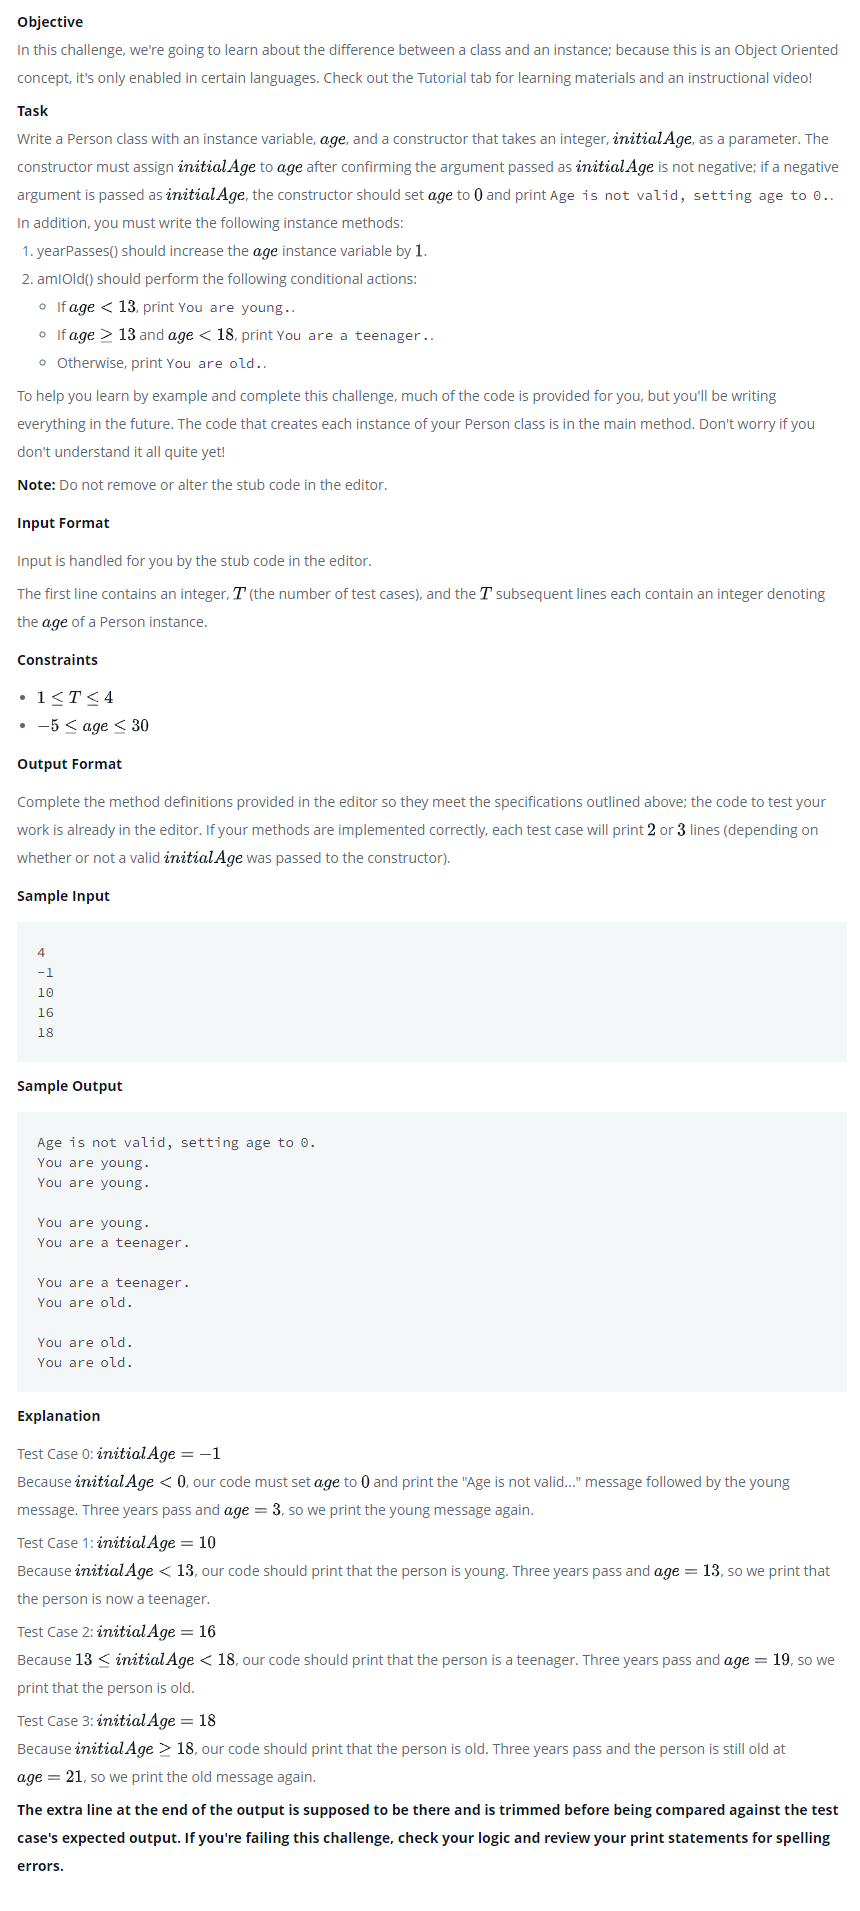 Objective
In this challenge, we're going to learn about the difference between a class and an instance; because this is an Object Oriented
concept, it's only enabled in certain languages. Check out the Tutorial tab for learning materials and an instructional video!
Task
Write a Person class with an instance variable, age, and a constructor that takes an integer, initialAge, as a parameter. The
constructor must assign initialAge to age after confirming the argument passed as initialAge is not negative; if a negative
argument is passed as initialAge, the constructor should set age to 0 and print Age is not valid, setting age to 0..
In addition, you must write the following instance methods:
1. yearPasses() should increase the age instance variable by 1.
2. amIOld() should perform the following conditional actions:
◦ If age < 13, print You are young..
◦ If age ≥ 13 and age < 18, print You are a teenager..
◦ Otherwise, print You are old..
To help you learn by example and complete this challenge, much of the code is provided for you, but you'll be writing
everything in the future. The code that creates each instance of your Person class is in the main method. Don't worry if you
don't understand it all quite yet!
Note: Do not remove or alter the stub code in the editor.
Input Format
Input is handled for you by the stub code in the editor.
The first line contains an integer, T (the number of test cases), and the T subsequent lines each contain an integer denoting
the age of a Person instance.
Constraints
• 1 ≤ T ≤ 4
• −5 ≤ age ≤ 30
Output Format
Complete the method definitions provided in the editor so they meet the specifications outlined above; the code to test your
work is already in the editor. If your methods are implemented correctly, each test case will print 2 or 3 lines (depending on
whether or not a valid initialAge was passed to the constructor).
Sample Input
4
-1
10
16
18
Sample Output
Age is not valid, setting age to 0.
You are young.
You are young.
You are young.
You are a teenager.
You are a teenager.
You are old.
You are old.
You are old.
Explanation
Test Case 0: initialAge = −1
Because initialAge < 0, our code must set age to 0 and print the "Age is not valid..." message followed by the young
message. Three years pass and age = 3, so we print the young message again.
Test Case 1: initialAge = 10
Because initialAge < 13, our code should print that the person is young. Three years pass and age = 13, so we print that
the person is now a teenager.
Test Case 2: initialAge = 16
Because 13 ≤ initialAge < 18, our code should print that the person is a teenager. Three years pass and age = 19, so we
print that the person is old.
Test Case 3: initialAge = 18
Because initialAge ≥ 18, our code should print that the person is old. Three years pass and the person is still old at
age = 21, so we print the old message again.
The extra line at the end of the output is supposed to be there and is trimmed before being compared against the test
case's expected output. If you're failing this challenge, check your logic and review your print statements for spelling
errors.